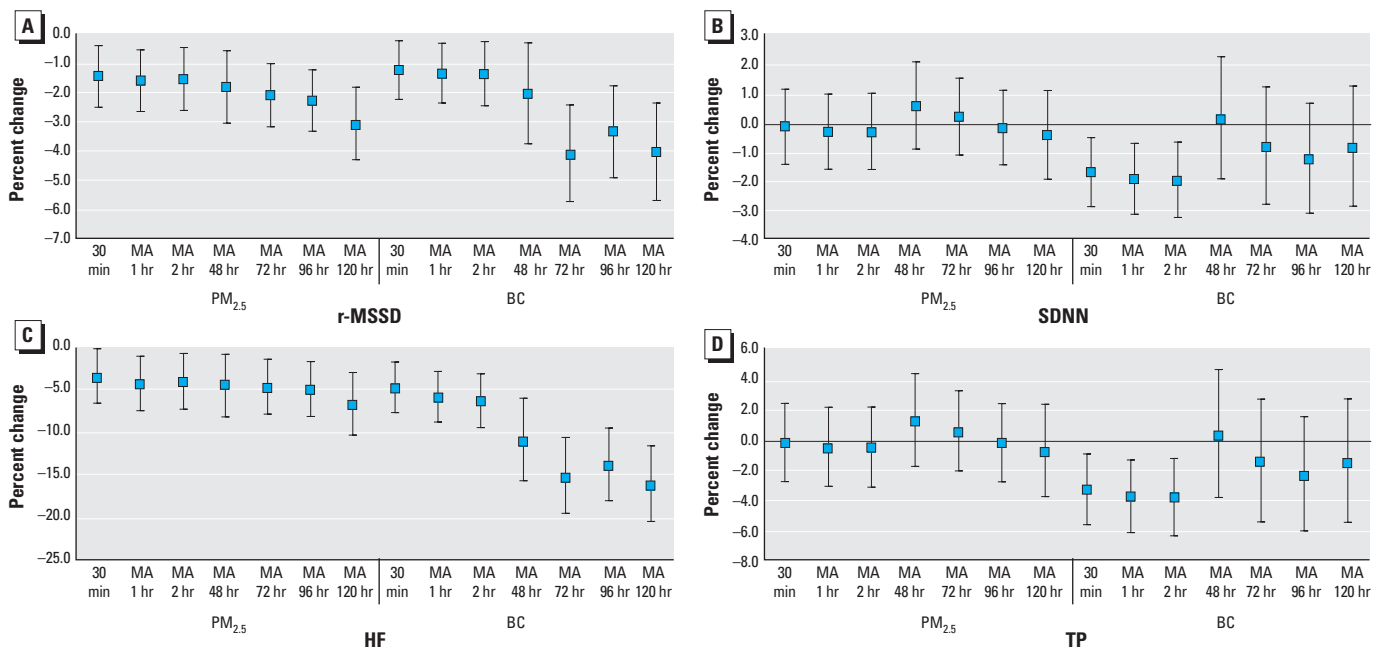 A
Percent change
0.0
–1.0
–2.0
–3.0
–4.0
–5.0
–6.0
–7.0
30 MA MA MA MA MA MA 30 MA MA MA MA MA MA
min 1 hr 2 hr 48 hr 72 hr 96 hr 120 hr min 1 hr 2 hr 48 hr 72 hr 96 hr 120 hr
PM2.5 BC
r-MSSD
B
Percent change
3.0
2.0
1.0
0.0
–1.0
–2.0
–3.0
–4.0
30 MA MA MA MA MA MA 30 MA MA MA MA MA MA
min 1 hr 2 hr 48 hr 72 hr 96 hr 120 hr min 1 hr 2 hr 48 hr 72 hr 96 hr 120 hr
PM2.5 BC
SDNN
C
Percent change
0.0
–5.0
–10.0
–15.0
–20.0
–25.0
30 MA MA MA MA MA MA 30 MA MA MA MA MA MA
min 1 hr 2 hr 48 hr 72 hr 96 hr 120 hr min 1 hr 2 hr 48 hr 72 hr 96 hr 120 hr
PM2.5 BC
HF
D
Percent change
6.0
4.0
2.0
0.0
–2.0
–4.0
–6.0
–8.0
30 MA MA MA MA MA MA 30 MA MA MA MA MA MA
min 1 hr 2 hr 48 hr 72 hr 96 hr 120 hr min 1 hr 2 hr 48 hr 72 hr 96 hr 120 hr
PM2.5 BC
TP